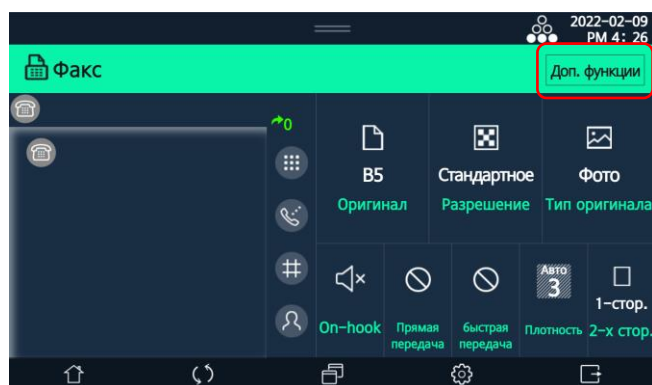 2022-02-09
PM 4: 26
Факс
Доп. функции
0
B5
Стандартное
Фото
Оригинал
Разрешение
Тип оригинала
Авто
3
1-стор.
On-hook
Прямая
передача
быстрая
передача
Плотность
2-х стор.